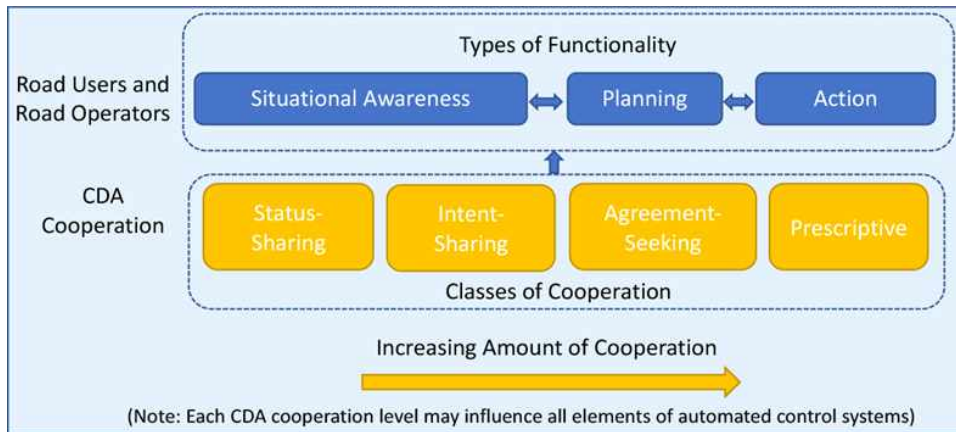 Types of Functionality
Road Users and
Road Operators
Situational Awareness
Planning
Action
CDA
Cooperation
Status-
Sharing
Intent-
Sharing
Agreement-
Seeking
Prescriptive
Classes of Cooperation
Increasing Amount of Cooperation
(Note: Each CDA cooperation level may influence all elements of automated control systems)